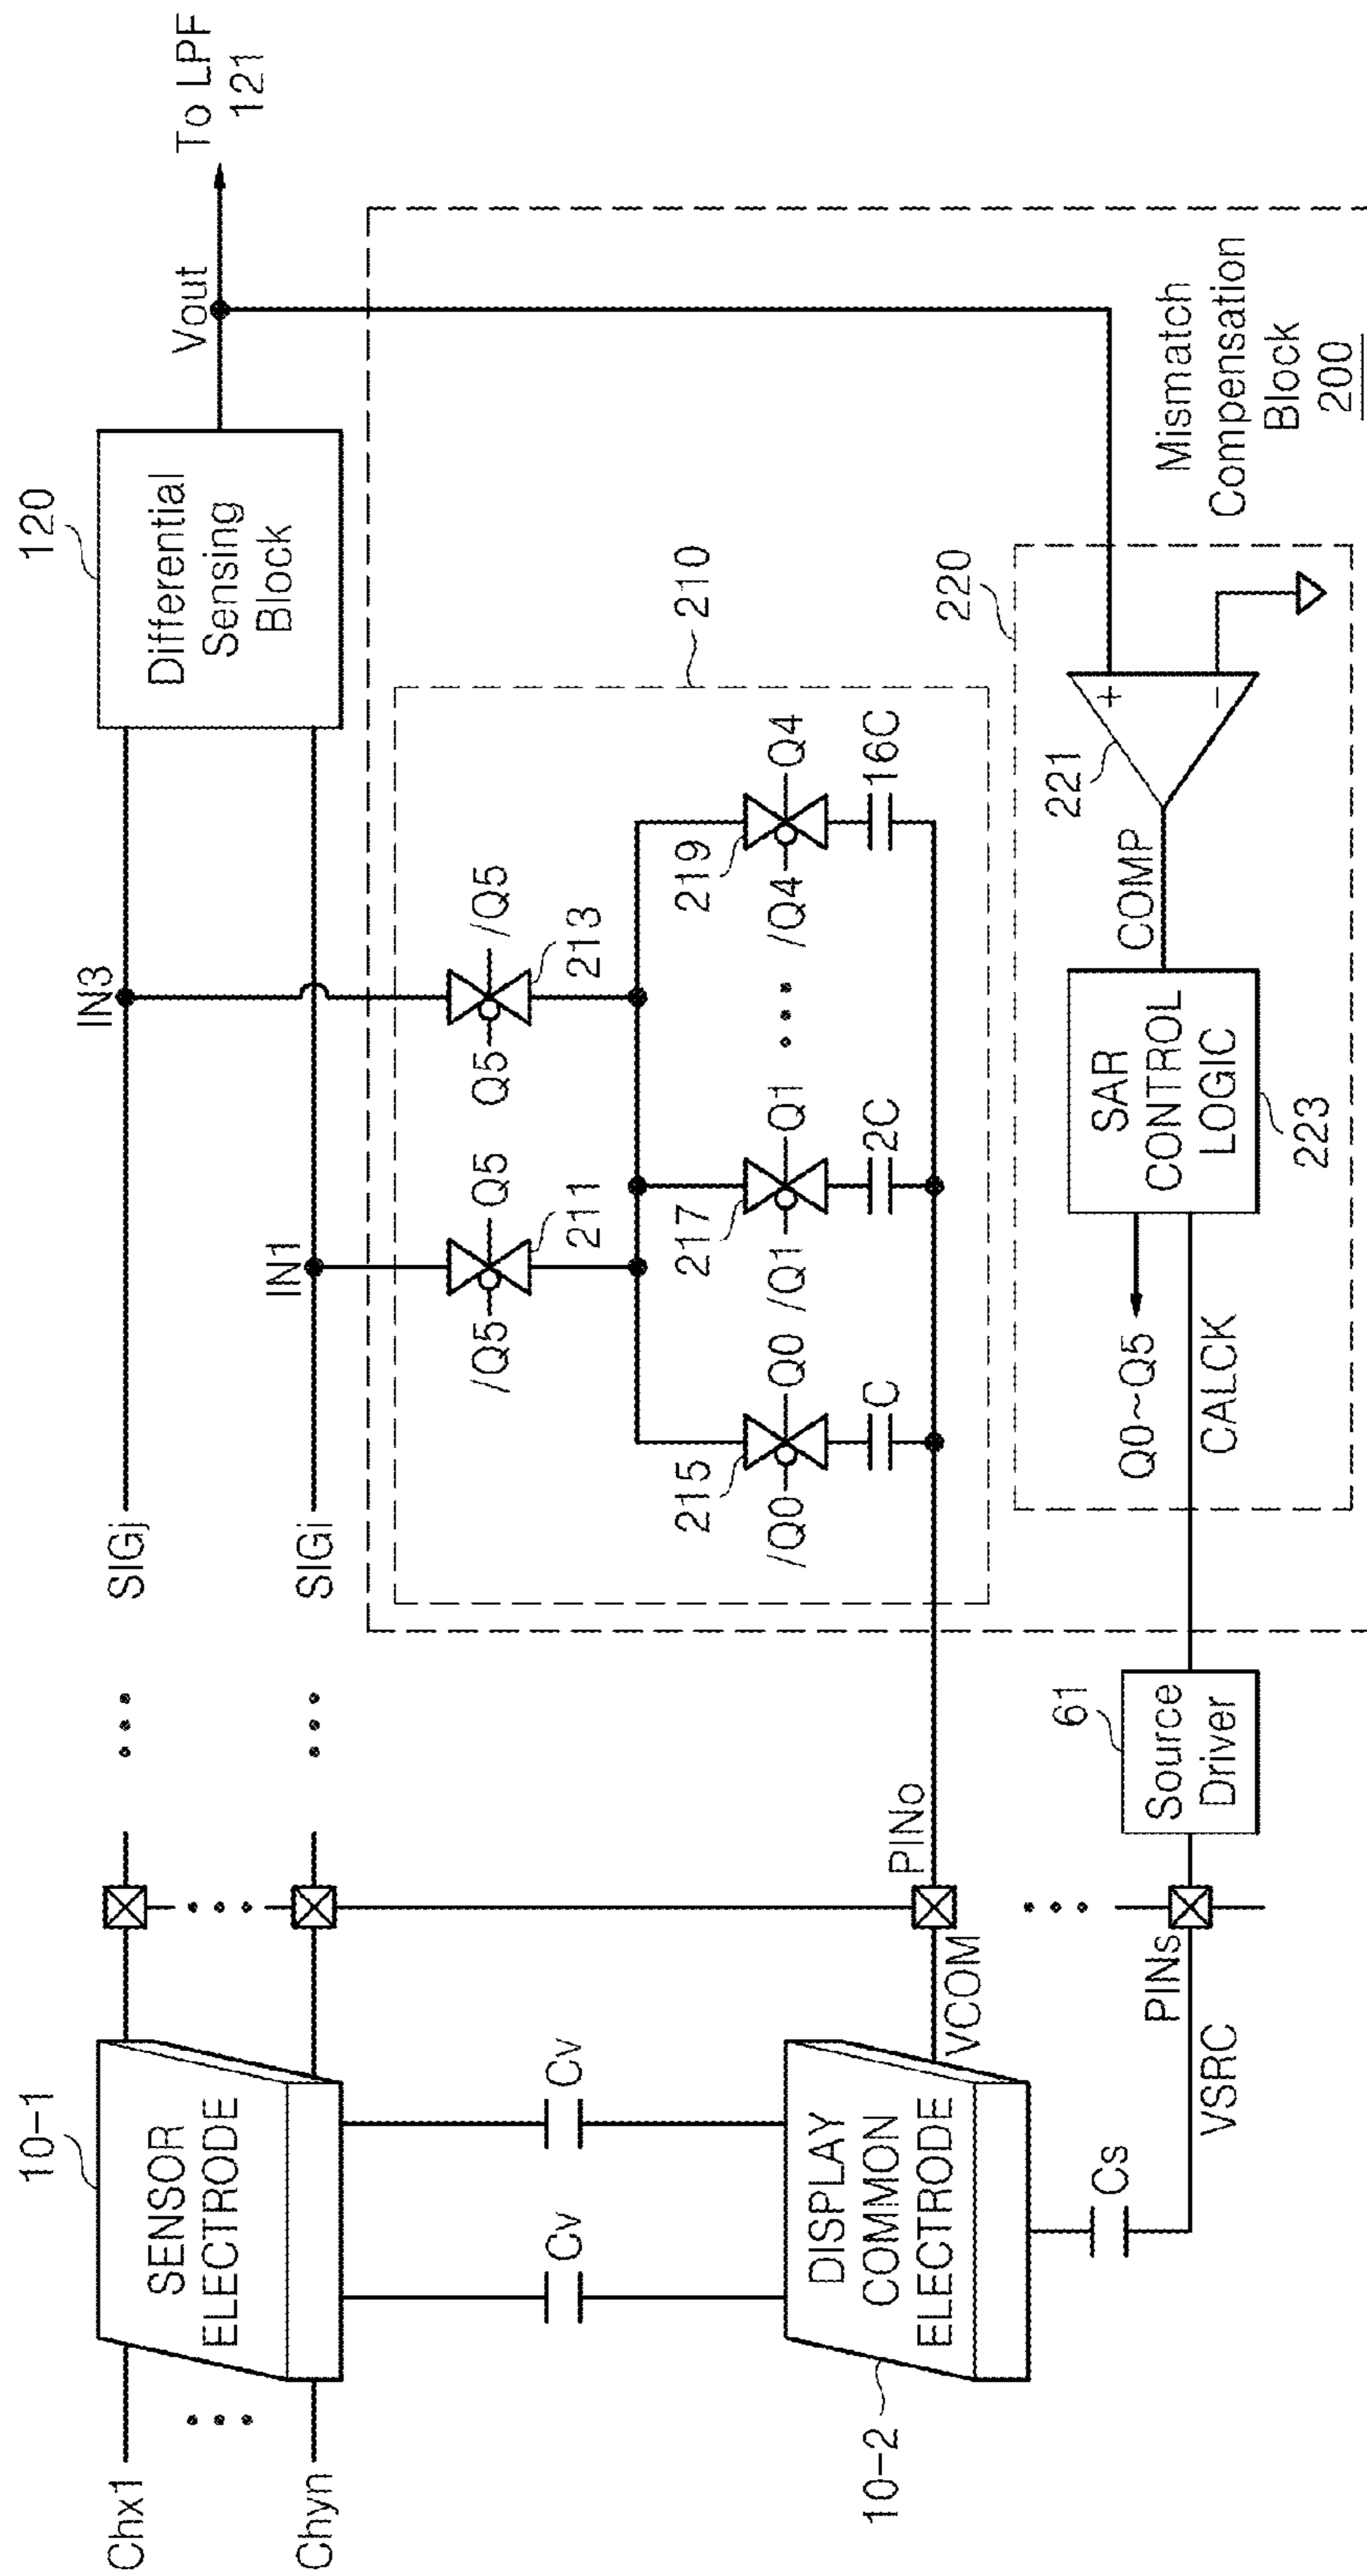 Chx1
Chyn
10-1
SENSOR
ELECTRODE
Cv
Cv
10-2
DISPLAY
COMMON
ELECTRODE
VCOM
Cs
VSRC
PINs
PINo
61
Source
Driver
SIGj
SIGi
IN1
IN3
120
Differential
Sensing
Block
Vout
To LPF
121
210
/Q5
Q5
211
Q5
/Q5
213
215
/Q0
Q0
C
217
/Q1
Q1
2C
219
/Q4
Q4
16C
220
Q0~Q5
CALCK
SAR
CONTROL
LOGIC
223
COMP
221
+
−
Mismatch
Compensation
Block
200